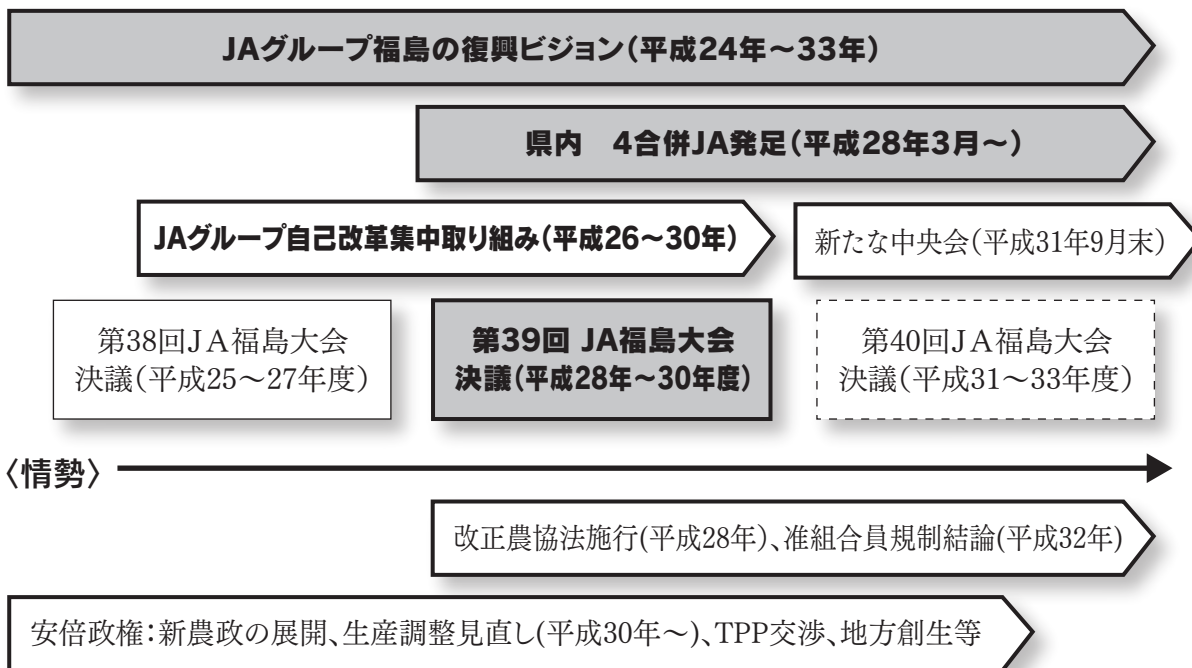 JAグループ福島の復興ビジョン(平成24年～33年)
県内　4合併JA発足(平成28年3月～)
JAグループ自己改革集中取り組み(平成26～30年)
新たな中央会(平成31年9月末)
第38回JA福島大会
決議(平成25～27年度)
第39回 JA福島大会
決議(平成28年～30年度)
第40回JA福島大会
決議(平成31～33年度)
〈情勢〉
改正農協法施行(平成28年)、准組合員規制結論(平成32年)
安倍政権：新農政の展開、生産調整見直し(平成30年～)、TPP交渉、地方創生等